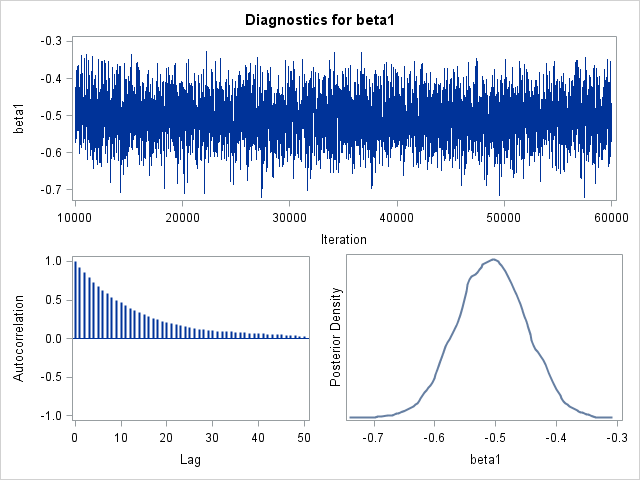 Diagnostics for beta1
-0.3
-0.4
-0.5
-0.6
-0.7
beta1
10000 20000 30000 40000 50000 60000
Iteration
1.0
0.5
0.0
-0.5
-1.0
Autocorrelation
0 10 20 30 40 50
Lag
Posterior Density
-0.7 -0.6 -0.5 -0.4 -0.3
beta1